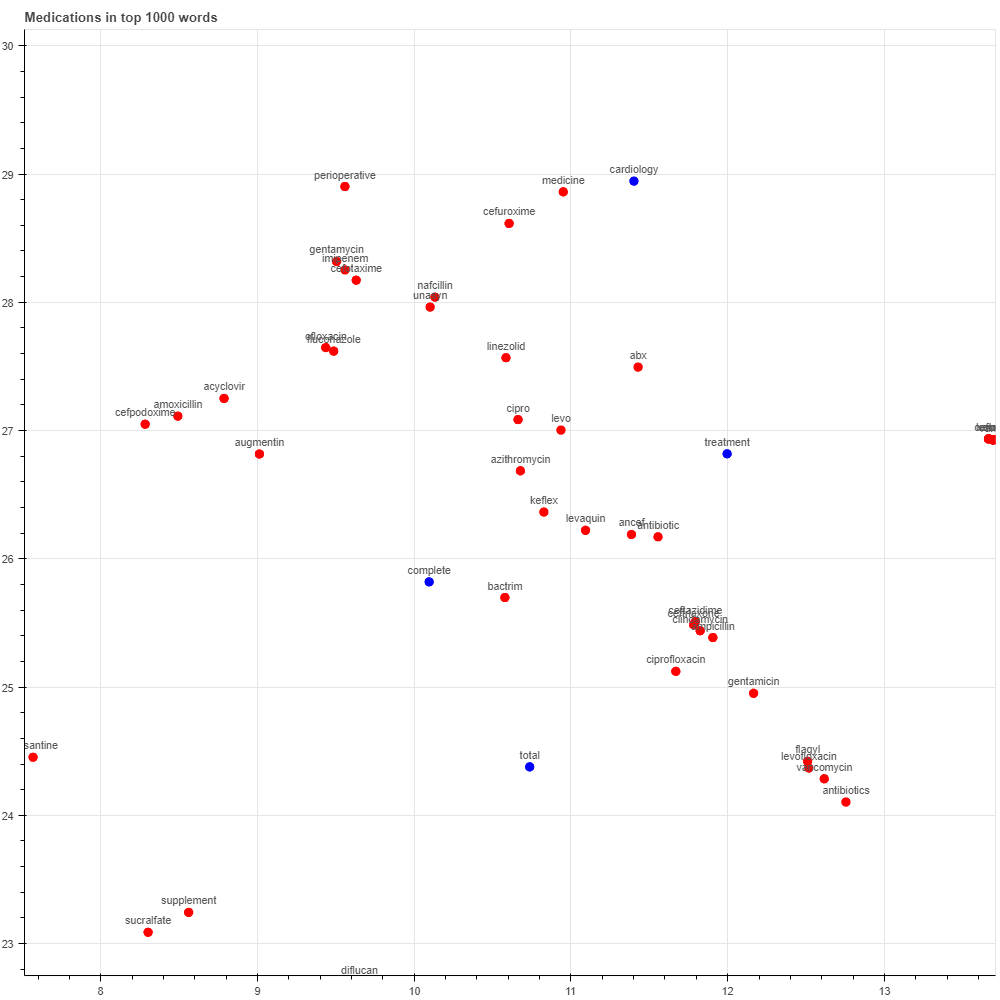 Medications in top 1000 words
30
29
28
27
26
25
24
23
cardiology
perioperative
medicine
cefuroxime
gentamycin
imipenem
cefotaxime
nafcillin
unasyn
ofloxacin
fluconazole
linezolid
abx
acyclovir
amoxicillin
cefpodoxime
cipro
levo
augmentin
treatment
azithromycin
keflex
levaquin
ancef
antibiotic
complete
bactrim
ceftazidime
ceftriaxone
clindamycin
ampicillin
ciprofloxacin
gentamicin
santine
total
flagyl
levofloxacin
vancomycin
antibiotics
supplement
sucralfate
diflucan
8 9 10 11 12 13